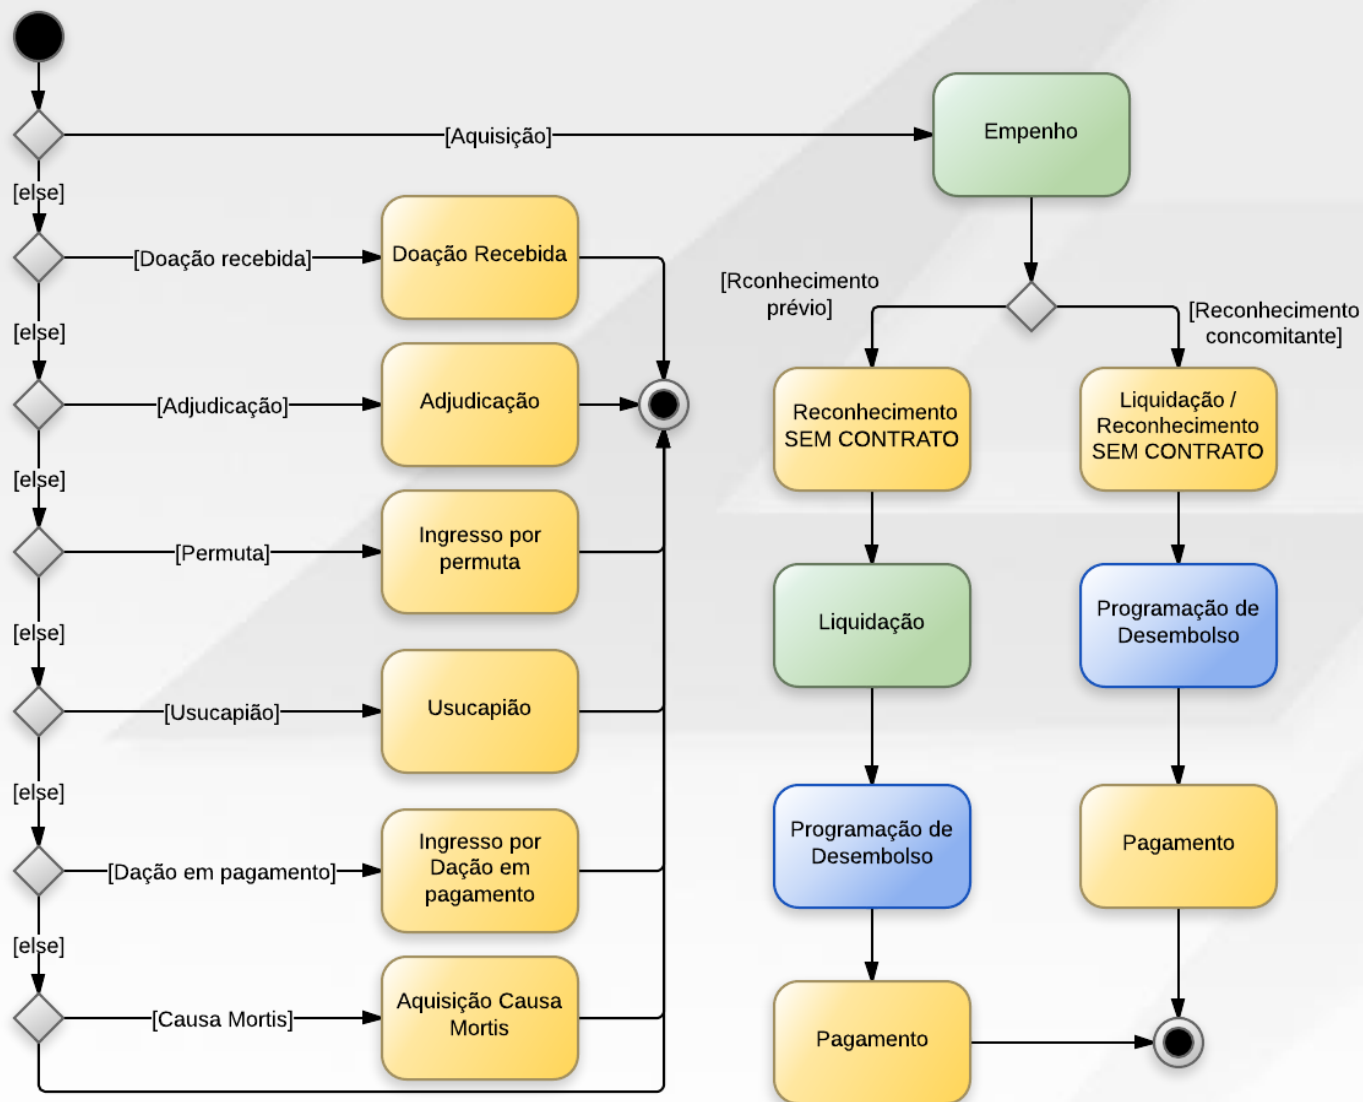 [Aquisição]
Empenho
[else]
[Doação recebida]
Doação Recebida
[Rconhecimento
prévio]
[Reconhecimento
concomitante]
[else]
[Adjudicação]
Adjudicação
Reconhecimento
SEM CONTRATO
Liquidação /
Reconhecimento
SEM CONTRATO
[else]
[Permuta]
Ingresso por
permuta
Liquidação
Programação de
Desembolso
[else]
[Usucapião]
Usucapião
[else]
[Dação em pagamento]
Ingresso por
Dação em
pagamento
Programação de
Desembolso
Pagamento
[else]
[Causa Mortis]
Aquisição Causa
Mortis
Pagamento